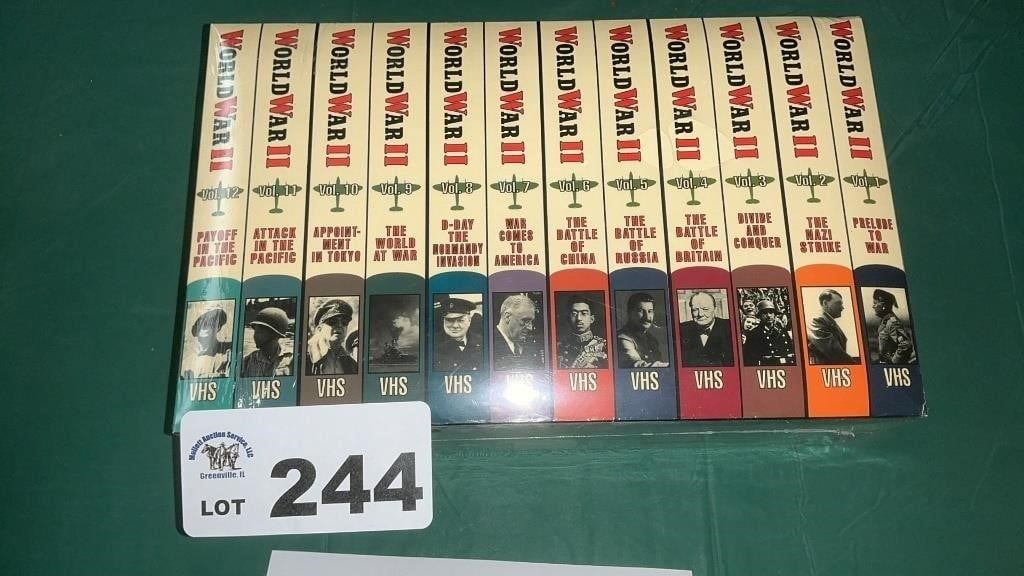 WORLD WAR II
Vol. 12
PAYOFF
IN THE
PACIFIC
VHS
WORLD WAR II
Vol. 11
ATTACK
IN THE
PACIFIC
VHS
WORLD WAR II
Vol. 10
APPOINT-
MENT
IN TOKYO
VHS
WORLD WAR II
Vol. 9
THE
WORLD
AT WAR
VHS
WORLD WAR II
Vol. 8
D-DAY
THE
NORMANDY
INVASION
VHS
WORLD WAR II
Vol. 7
WAR
COMES
TO
AMERICA
VHS
WORLD WAR II
Vol. 6
THE
BATTLE
OF
CHINA
VHS
WORLD WAR II
Vol. 5
THE
BATTLE
OF
RUSSIA
VHS
WORLD WAR II
Vol. 4
THE
BATTLE
OF
BRITAIN
VHS
WORLD WAR II
Vol. 3
DIVIDE
AND
CONQUER
VHS
WORLD WAR II
Vol. 2
THE
NAZI
STRIKE
VHS
WORLD WAR II
Vol. 1
PRELUDE
TO
WAR
VHS
Mollett Auction Service, LLC
Greenville, IL
LOT 244